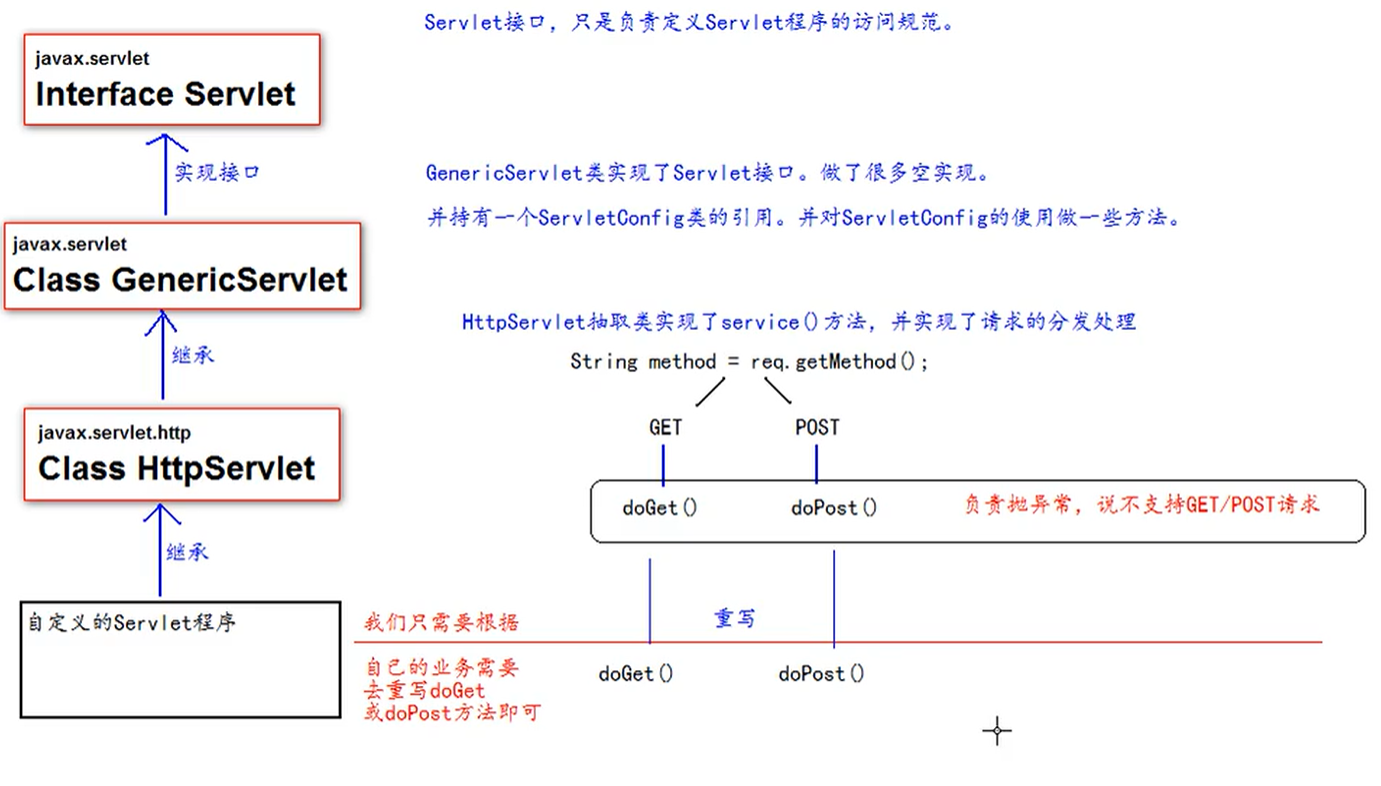 Servlet接口，只是负责定义Servlet程序的访问规范。
javax.servlet
Interface Servlet
实现接口
GenericServlet类实现了Servlet接口。做了很多空实现。
并持有一个ServletConfig类的引用。并对ServletConfig的使用做一些方法。
javax.servlet
Class GenericServlet
HttpServlet抽取类实现了service()方法，并实现了请求的分发处理
继承
String method = req.getMethod();
GET POST
javax.servlet.http
Class HttpServlet
doGet() doPost() 负责抛异常，说不支持GET/POST请求
继承
自定义的Servlet程序
我们只需要根据
重写
自己的业务需要
去重写doGet
或doPost方法即可
doGet() doPost()